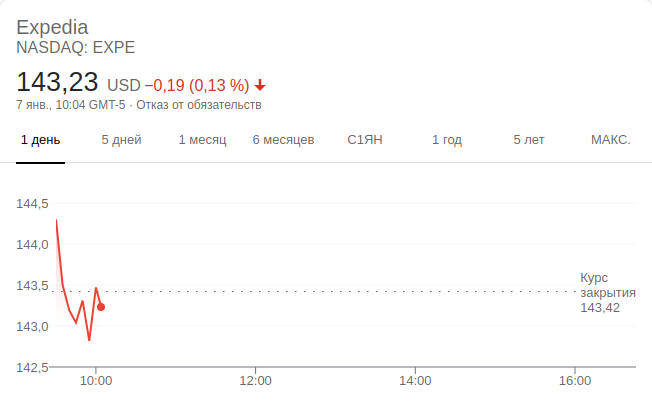 Expedia
NASDAQ: EXPE
143,23 USD −0,19 (0,13 %)
7 янв., 10:04 GMT-5 · Отказ от обязательств
1 день 5 дней 1 месяц 6 месяцев С1ЯН 1 год 5 лет МАКС.
144,5
144,0
143,5
143,0
142,5
Курс
закрытия
143,42
10:00 12:00 14:00 16:00